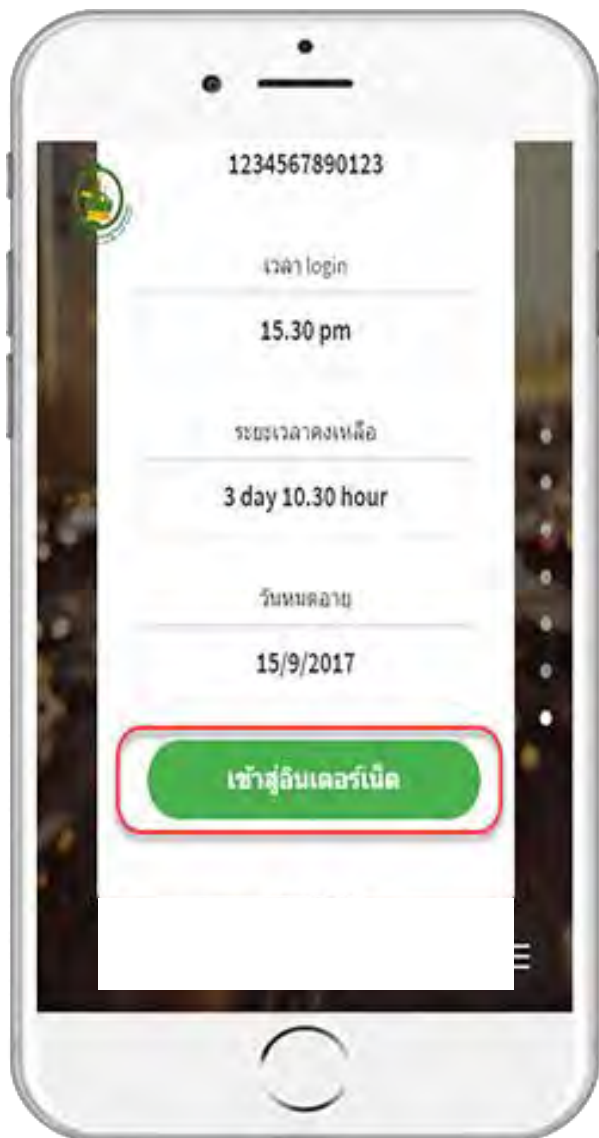 1234567890123
เวลา login
15.30 pm
ระยะเวลาคงเหลือ
3 day 10.30 hour
วันหมดอายุ
15/9/2017
เข้าสู่อินเตอร์เน็ต